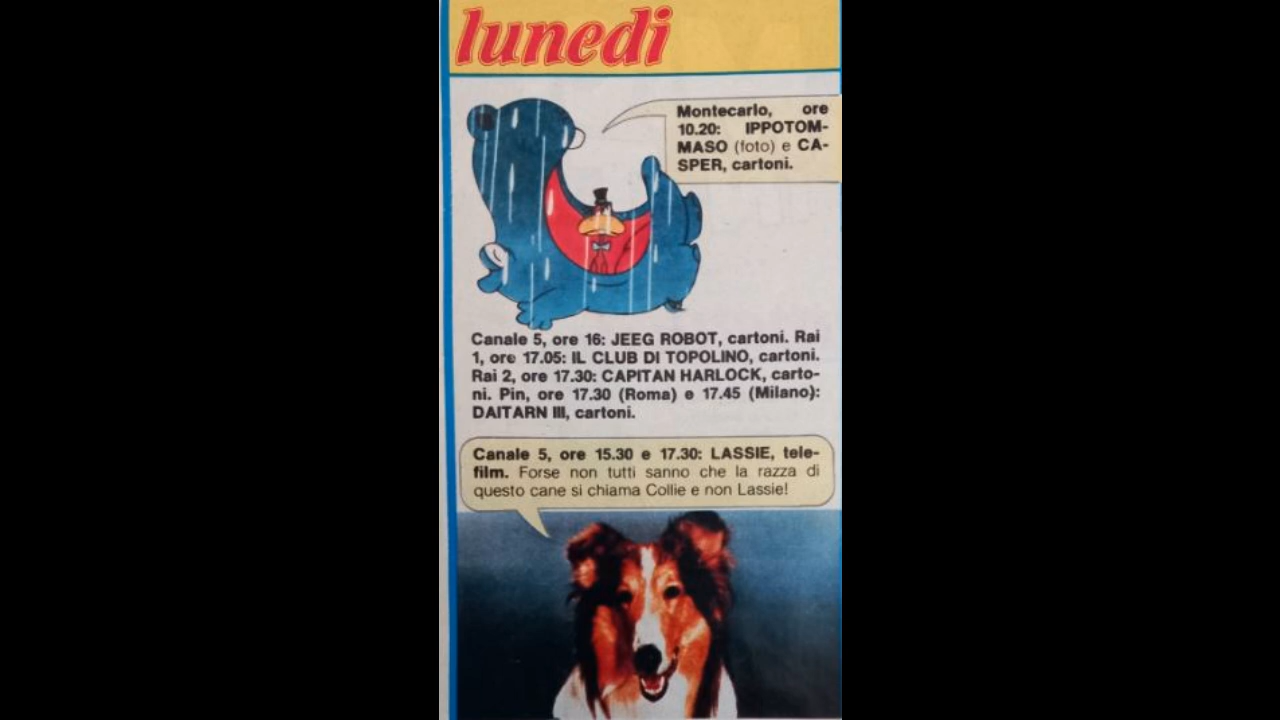 lunedì
Montecarlo, ore
10.20: IPPOTOM-
MASO (foto) e CA-
SPER, cartoni.
Canale 5, ore 16: JEEG ROBOT, cartoni. Rai
1, ore 17.05: IL CLUB DI TOPOLINO, cartoni.
Rai 2, ore 17.30: CAPITAN HARLOCK, carto-
ni. Pin, ore 17.30 (Roma) e 17.45 (Milano):
DAITARN III, cartoni.
Canale 5, ore 15.30 e 17.30: LASSIE, tele-
film. Forse non tutti sanno che la razza di
questo cane si chiama Collie e non Lassie!